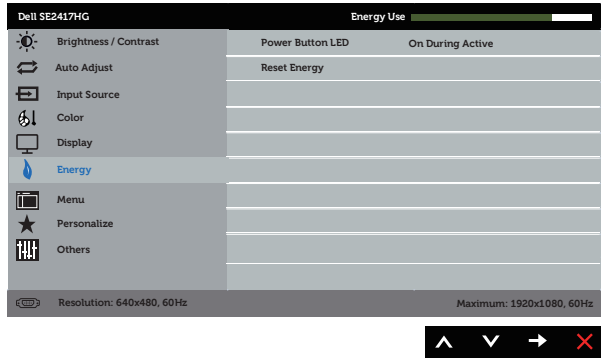 Dell SE2417HG Energy Use
Brightness / Contrast Power Button LED On During Active
Auto Adjust Reset Energy
Input Source
Color
Display
Energy
Menu
Personalize
Others
Resolution: 640x480, 60Hz Maximum: 1920x1080, 60Hz